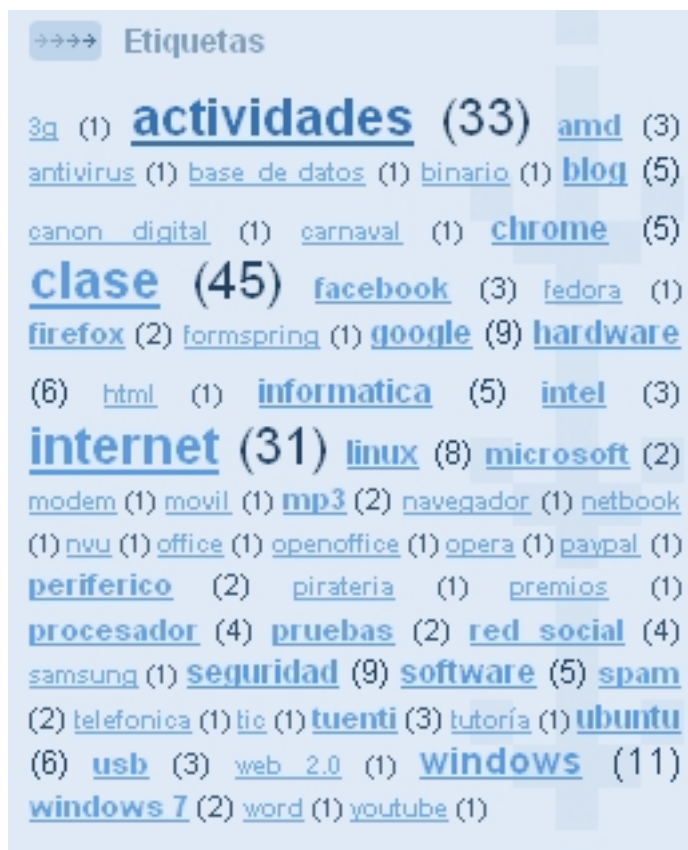 →→→→ Etiquetas
3g (1) actividades (33) amd (3)
antivirus (1) base de datos (1) binario (1) blog (5)
canon digital (1) carnaval (1) chrome (5)
clase (45) facebook (3) fedora (1)
firefox (2) formspring (1) google (9) hardware
(6) html (1) informatica (5) intel (3)
internet (31) linux (8) microsoft (2)
modem (1) movil (1) mp3 (2) navegador (1) netbook
(1) nvu (1) office (1) openoffice (1) opera (1) paypal (1)
periferico (2) pirateria (1) premios (1)
procesador (4) pruebas (2) red social (4)
samsung (1) seguridad (9) software (5) spam
(2) telefonica (1) tic (1) tuenti (3) tutoría (1) ubuntu
(6) usb (3) web 2.0 (1) windows (11)
windows 7 (2) word (1) youtube (1)